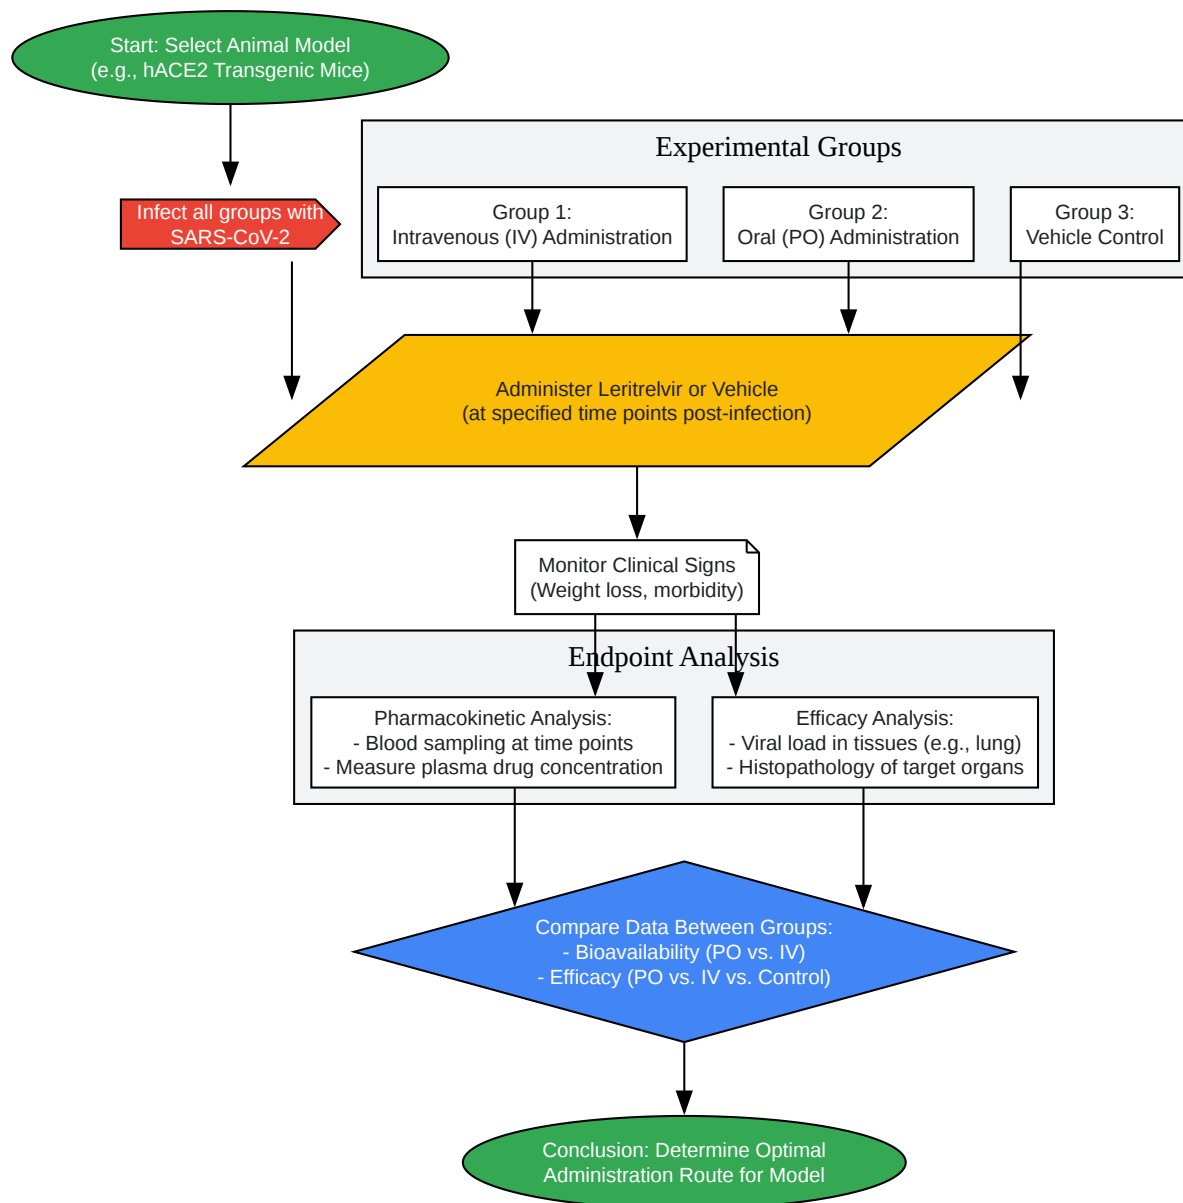 Start: Select Animal Model
(e.g., hACE2 Transgenic Mice)
Experimental Groups
Infect all groups with
SARS-CoV-2
Group 1:
Intravenous (IV) Administration
Group 2:
Oral (PO) Administration
Group 3:
Vehicle Control
Administer Leritrelvir or Vehicle
(at specified time points post-infection)
Monitor Clinical Signs
(Weight loss, morbidity)
Endpoint Analysis
Pharmacokinetic Analysis:
- Blood sampling at time points
- Measure plasma drug concentration
Efficacy Analysis:
- Viral load in tissues (e.g., lung)
- Histopathology of target organs
Compare Data Between Groups:
- Bioavailability (PO vs. IV)
- Efficacy (PO vs. IV vs. Control)
Conclusion: Determine Optimal
Administration Route for Model